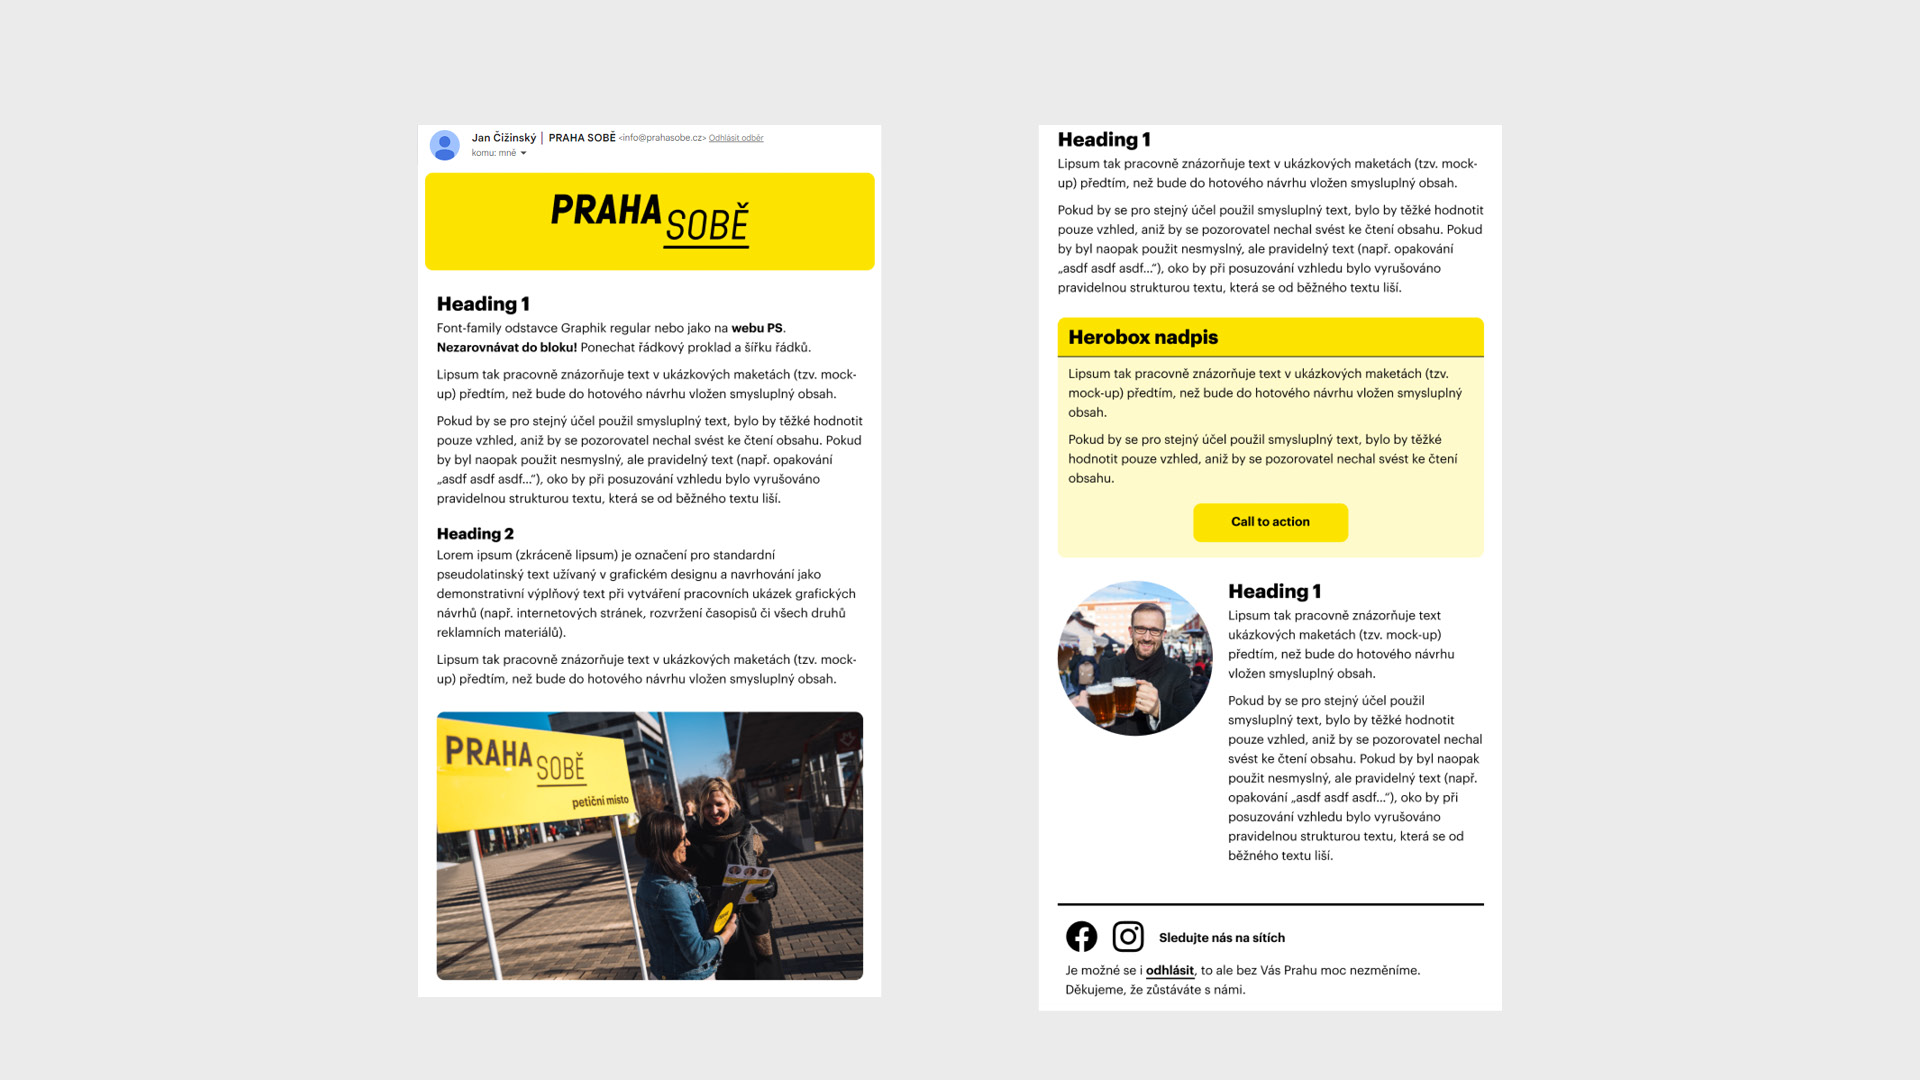 Jan Čížinský | PRAHA SOBĚ <info@prahasobe.cz> Odhlásit odběr
komu: mně
PRAHA
SOBĚ
Heading 1
Font-family odstavce Graphik regular nebo jako na webu PS.
Nezarovnávat do bloku! Ponechat řádkový proklad a šířku řádků.
Lipsum tak pracovně znázorňuje text v ukázkových maketách (tzv. mock-
up) předtím, než bude do hotového návrhu vložen smysluplný obsah.
Pokud by se pro stejný účel použil smysluplný text, bylo by těžké hodnotit
pouze vzhled, aniž by se pozorovatel nechal svést ke čtení obsahu. Pokud
by byl naopak použit nesmyslný, ale pravidelný text (např. opakování
„asdf asdf asdf…“), oko by při posuzování vzhledu bylo vyrušováno
pravidelnou strukturou textu, která se od běžného textu liší.
Heading 2
Lorem ipsum (zkráceně lipsum) je označení pro standardní
pseudolatinský text užívaný v grafickém designu a navrhování jako
demonstrativní výplňový text při vytváření pracovních ukázek grafických
návrhů (např. internetových stránek, rozvržení časopisů či všech druhů
reklamních materiálů).
Lipsum tak pracovně znázorňuje text v ukázkových maketách (tzv. mock-
up) předtím, než bude do hotového návrhu vložen smysluplný obsah.
PRAHA
SOBĚ
petiční místo
Heading 1
Lipsum tak pracovně znázorňuje text v ukázkových maketách (tzv. mock-
up) předtím, než bude do hotového návrhu vložen smysluplný obsah.
Pokud by se pro stejný účel použil smysluplný text, bylo by těžké hodnotit
pouze vzhled, aniž by se pozorovatel nechal svést ke čtení obsahu. Pokud
by byl naopak použit nesmyslný, ale pravidelný text (např. opakování
„asdf asdf asdf…“), oko by při posuzování vzhledu bylo vyrušováno
pravidelnou strukturou textu, která se od běžného textu liší.
Herobox nadpis
Lipsum tak pracovně znázorňuje text v ukázkových maketách (tzv.
mock-up) předtím, než bude do hotového návrhu vložen smysluplný
obsah.
Pokud by se pro stejný účel použil smysluplný text, bylo by těžké
hodnotit pouze vzhled, aniž by se pozorovatel nechal svést ke čtení
obsahu.
Call to action
Heading 1
Lipsum tak pracovně znázorňuje text
ukázkových maketách (tzv. mock-up)
předtím, než bude do hotového návrhu
vložen smysluplný obsah.
Pokud by se pro stejný účel použil
smysluplný text, bylo by těžké hodnotit
pouze vzhled, aniž by se pozorovatel nechal
svést ke čtení obsahu. Pokud by byl naopak
použit nesmyslný, ale pravidelný text (např.
opakování „asdf asdf asdf…“), oko by při
posuzování vzhledu bylo vyrušováno
pravidelnou strukturou textu, která se od
běžného textu liší.
Sledujte nás na sítích
Je možné se i odhlásit, to ale bez Vás Prahu moc nezměníme.
Děkujeme, že zůstáváte s námi.